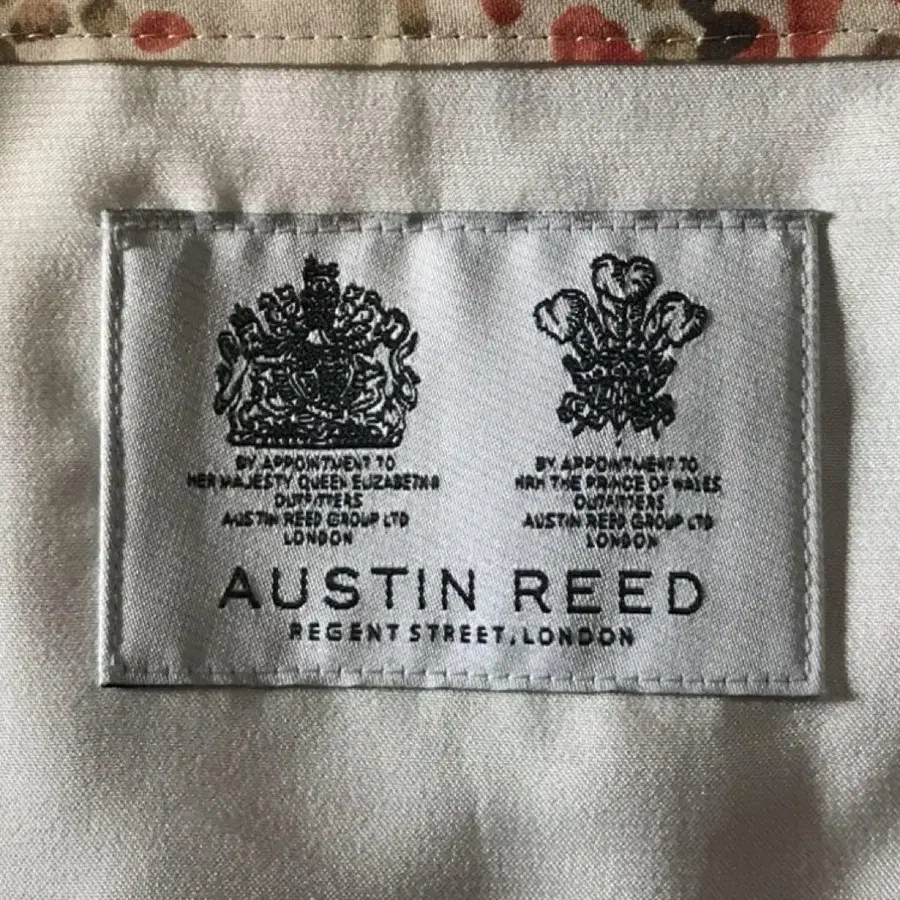 BY APPOINTMENT TO
HER MAJESTY QUEEN ELIZABETH II
OUTFITTERS
AUSTIN REED GROUP LTD
LONDON
BY APPOINTMENT TO
HRH THE PRINCE OF WALES
OUTFITTERS
AUSTIN REED GROUP LTD
LONDON
AUSTIN REED
REGENT STREET, LONDON